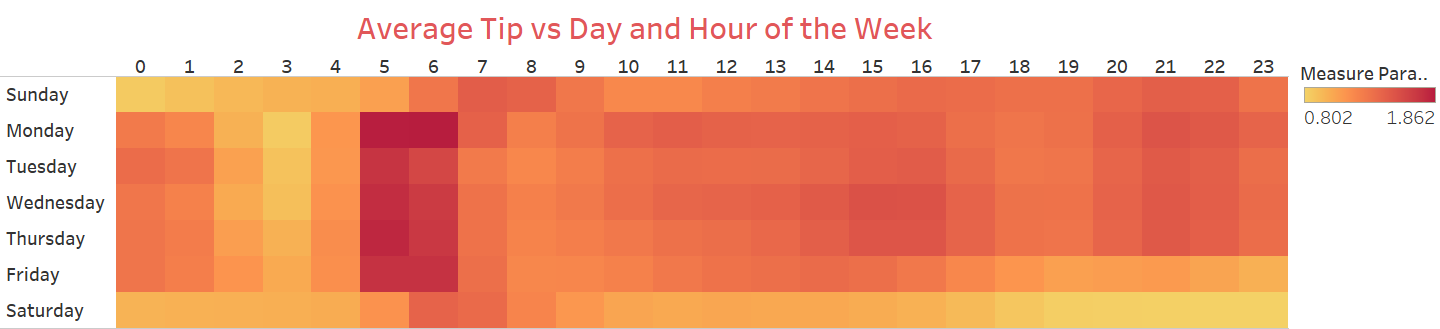 Average Tip vs Day and Hour of the Week
0 1 2 3 4 5 6 7 8 9 10 11 12 13 14 15 16 17 18 19 20 21 22 23
Measure Para..
0.802 1.862
Sunday
Monday
Tuesday
Wednesday
Thursday
Friday
Saturday